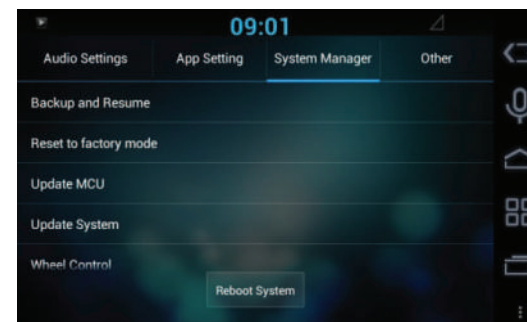 09:01
Audio Settings App Setting System Manager Other
Backup and Resume
Reset to factory mode
Update MCU
Update System
Wheel Control
Reboot System